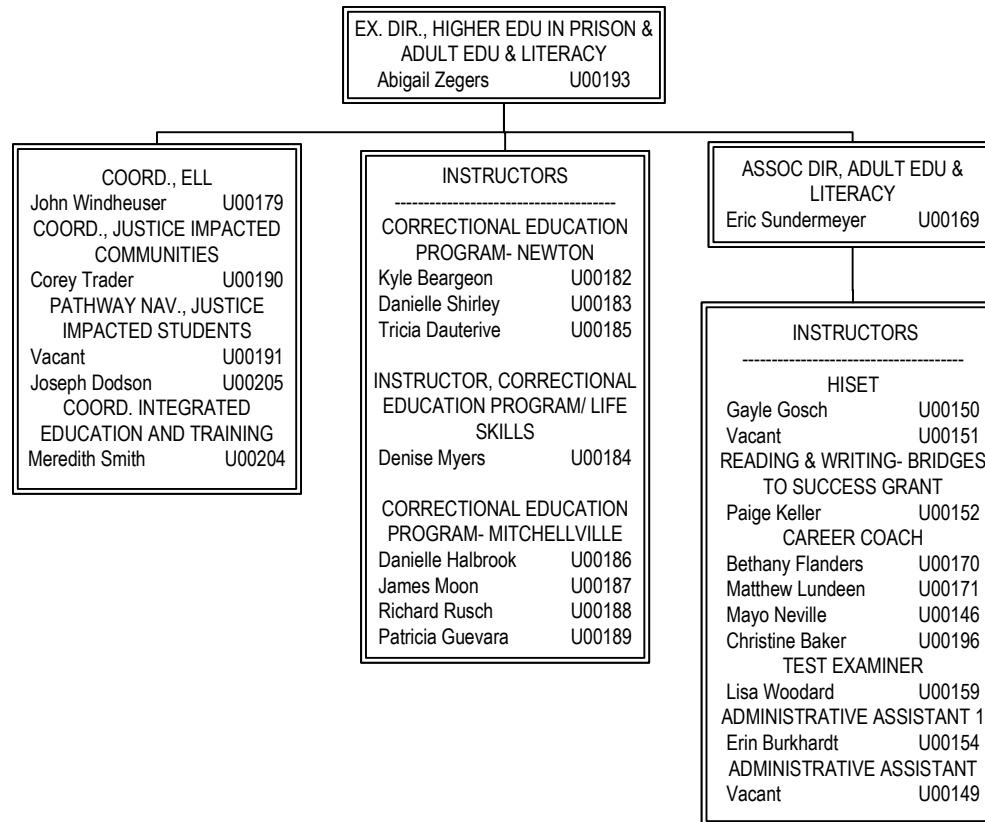 EX. DIR., HIGHER EDU IN PRISON &
ADULT EDU & LITERACY
Abigail Zegers U00193
COORD., ELL
John Windheuser U00179
COORD., JUSTICE IMPACTED
COMMUNITIES
Corey Trader U00190
PATHWAY NAV., JUSTICE
IMPACTED STUDENTS
Vacant U00191
Joseph Dodson U00205
COORD. INTEGRATED
EDUCATION AND TRAINING
Meredith Smith U00204
INSTRUCTORS
---------------------------------------
CORRECTIONAL EDUCATION
PROGRAM- NEWTON
Kyle Beargeon U00182
Danielle Shirley U00183
Tricia Dauterive U00185
INSTRUCTOR, CORRECTIONAL
EDUCATION PROGRAM/ LIFE
SKILLS
Denise Myers U00184
CORRECTIONAL EDUCATION
PROGRAM- MITCHELLVILLE
Danielle Halbrook U00186
James Moon U00187
Richard Rusch U00188
Patricia Guevara U00189
ASSOC DIR, ADULT EDU &
LITERACY
Eric Sundermeyer U00169
INSTRUCTORS
--------------------------------------
HISET
Gayle Gosch U00150
Vacant U00151
READING & WRITING- BRIDGES
TO SUCCESS GRANT
Paige Keller U00152
CAREER COACH
Bethany Flanders U00170
Matthew Lundeen U00171
Mayo Neville U00146
Christine Baker U00196
TEST EXAMINER
Lisa Woodard U00159
ADMINISTRATIVE ASSISTANT 1
Erin Burkhardt U00154
ADMINISTRATIVE ASSISTANT
Vacant U00149